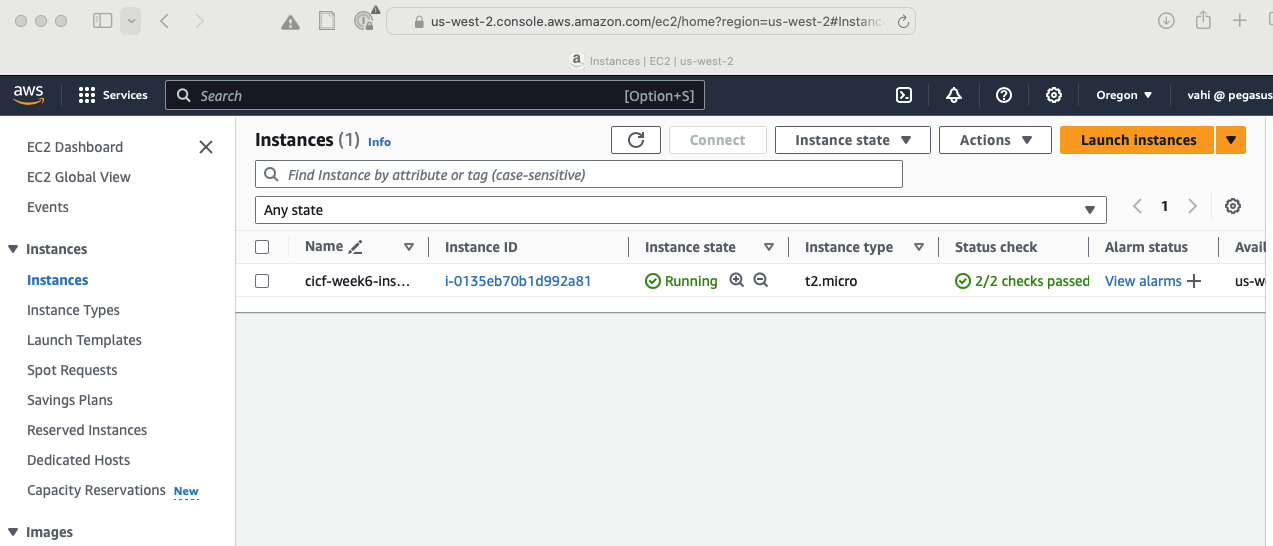 us-west-2.console.aws.amazon.com/ec2/home?region=us-west-2#Instanc
a Instances | EC2 | us-west-2
aws Services Search [Option+S] Oregon vahi @ pegasus
EC2 Dashboard
EC2 Global View
Events
Instances
Instances
Instance Types
Launch Templates
Spot Requests
Savings Plans
Reserved Instances
Dedicated Hosts
Capacity Reservations New
Images
Instances (1) Info Connect Instance state Actions Launch instances
Find Instance by attribute or tag (case-sensitive)
Any state 1
Name Instance ID Instance state Instance type Status check Alarm status Avail
cicf-week6-ins... i-0135eb70b1d992a81 Running t2.micro 2/2 checks passed View alarms us-w